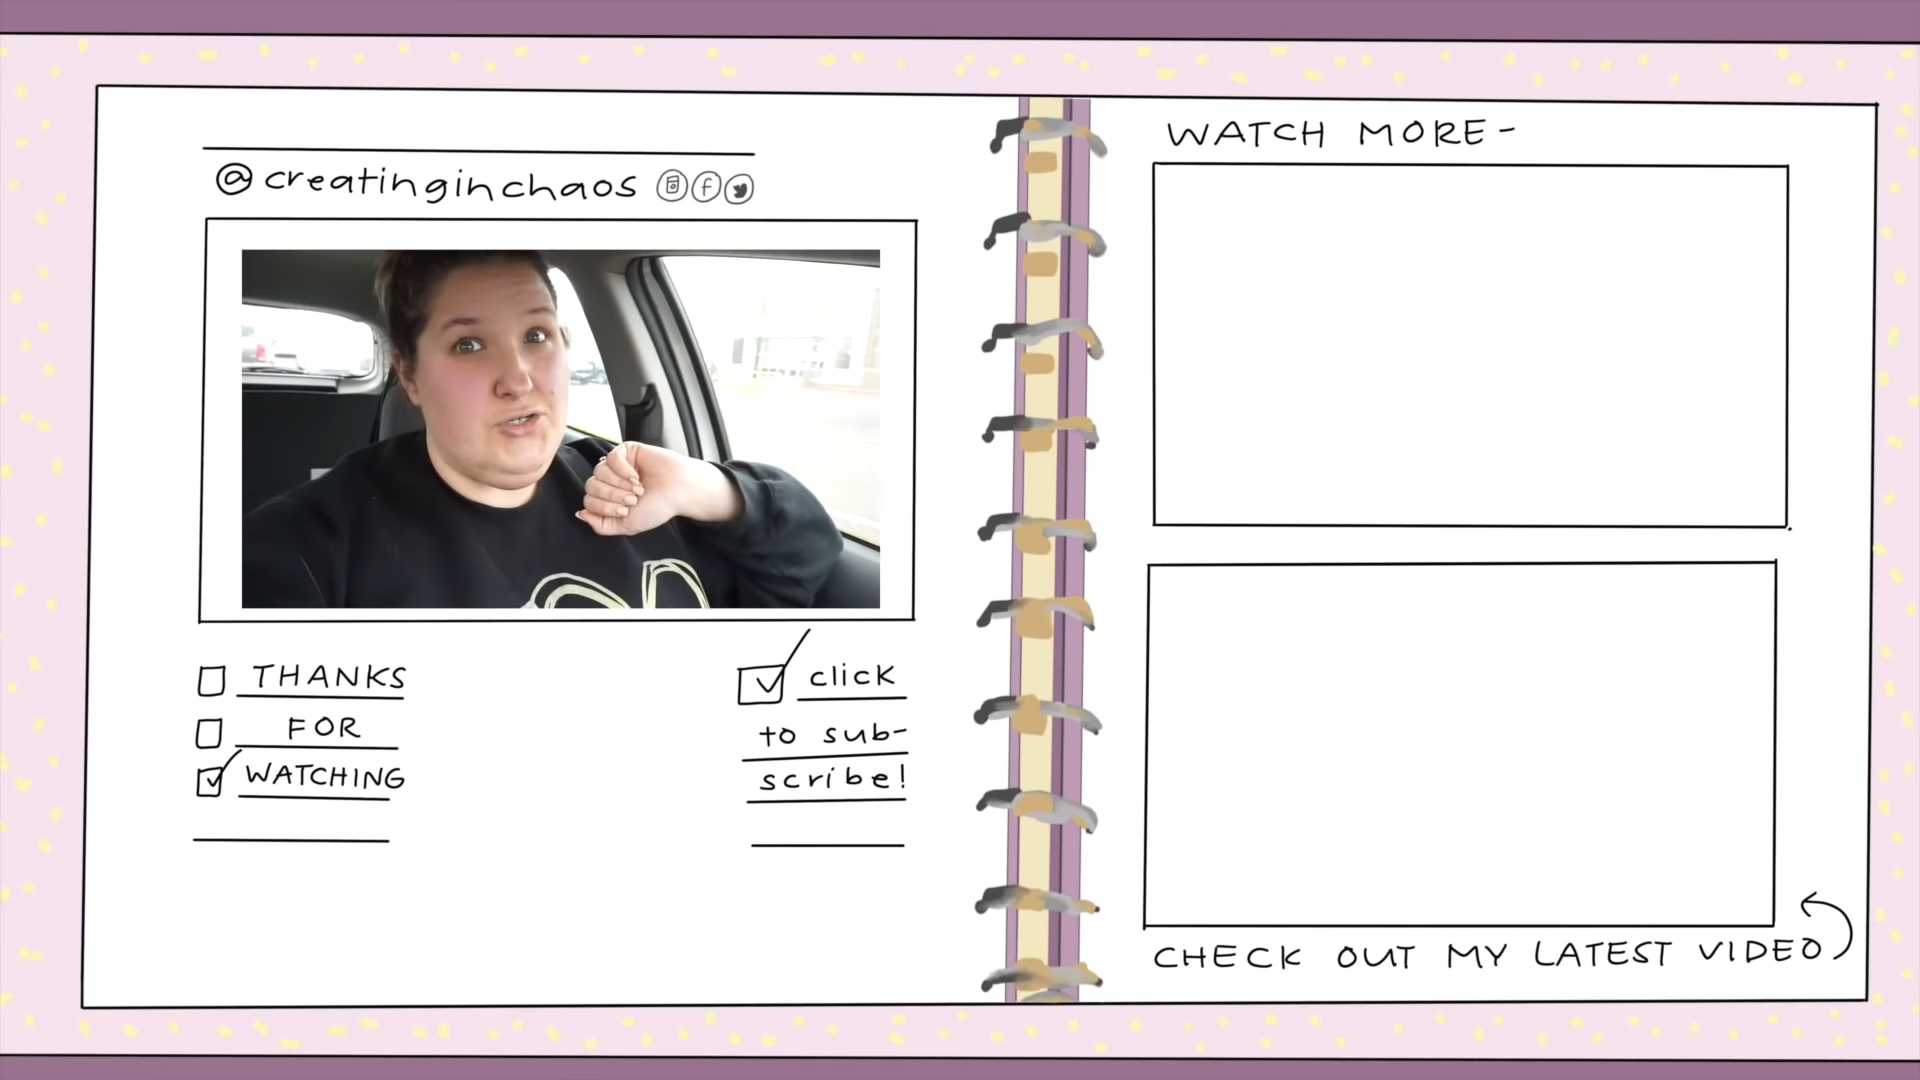 @creatinginchaos
THANKS
FOR
WATCHING
click
to sub-
scribe!
WATCH MORE-
CHECK OUT MY LATEST VIDEO